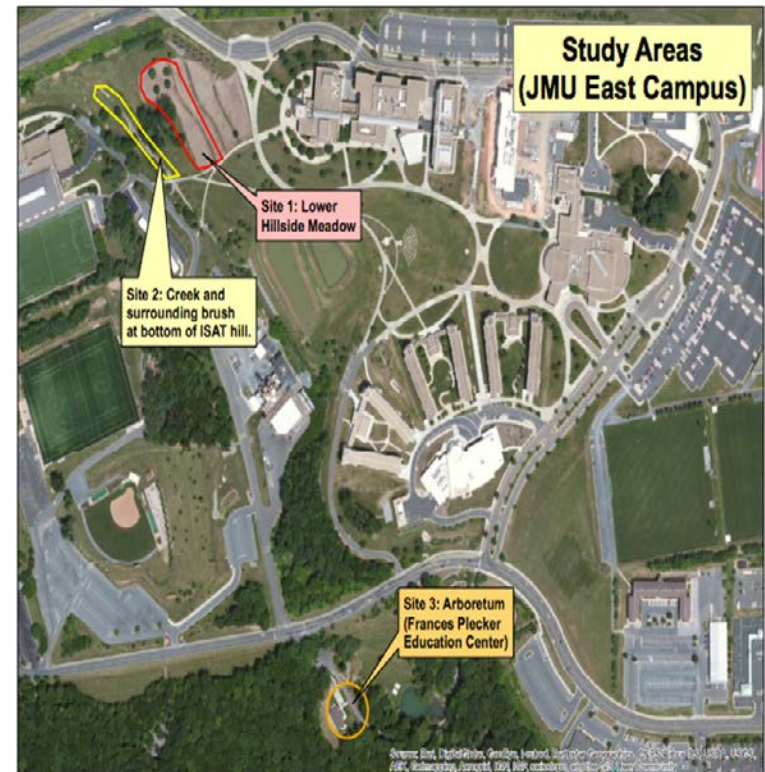 Study Areas
(JMU East Campus)
Site 1: Lower
Hillside Meadow
Site 2: Creek and
surrounding brush
at bottom of ISAT hill.
Site 3: Arboretum
(Frances Plecker
Education Center)